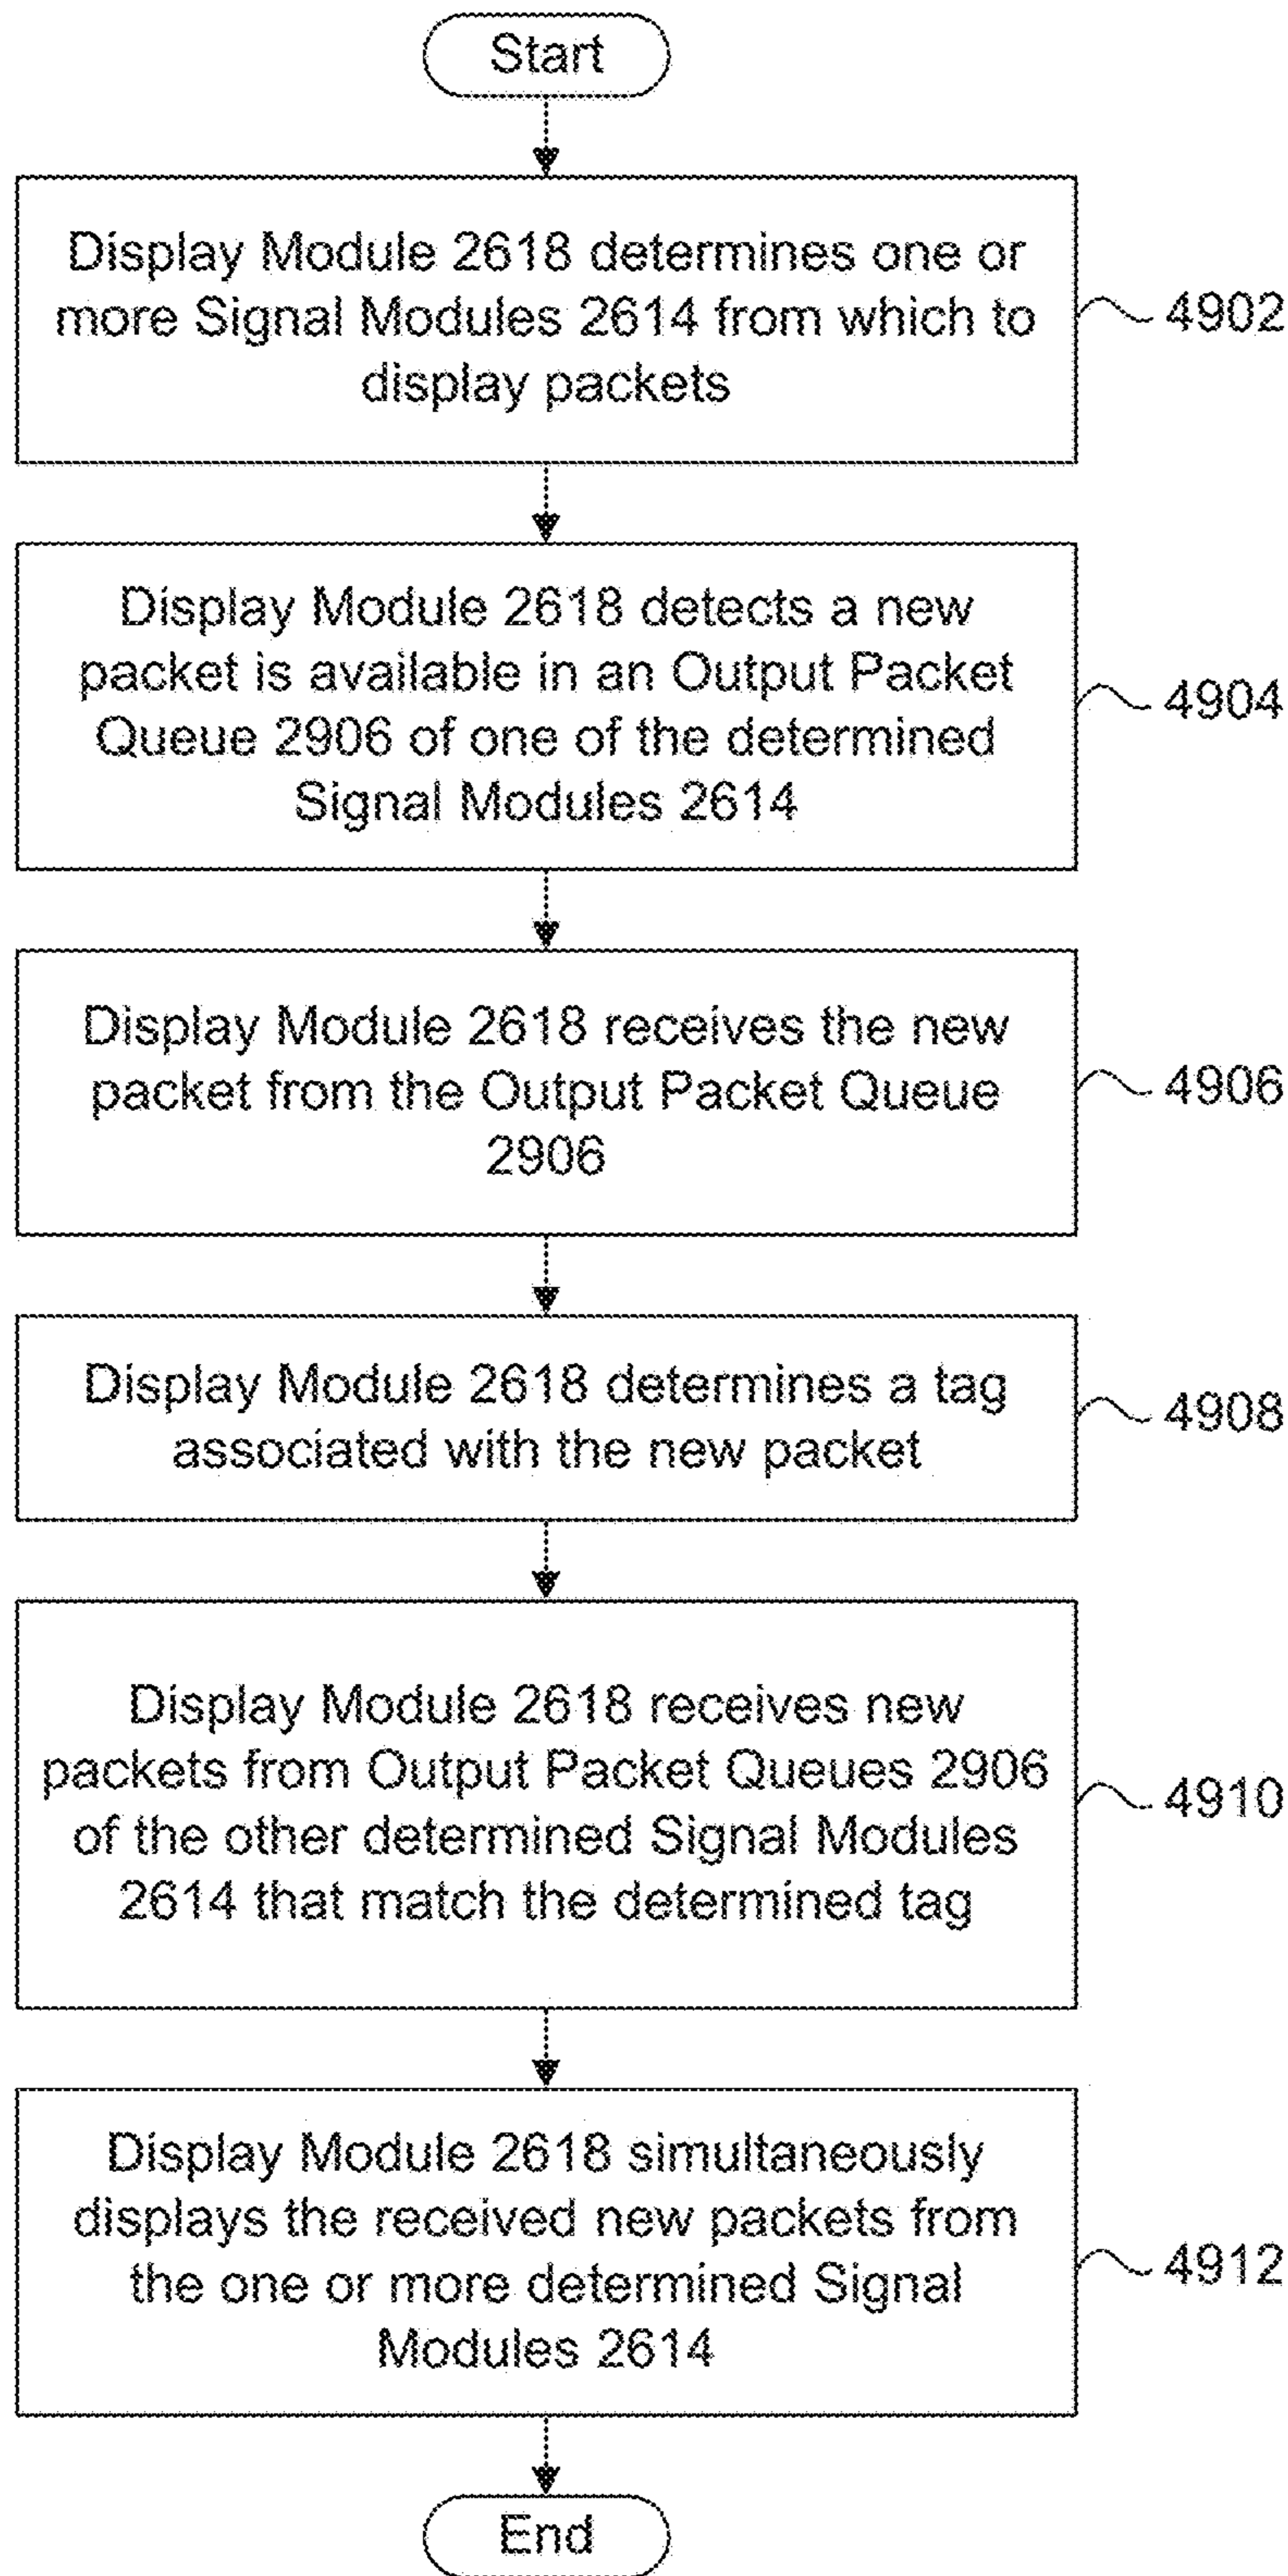 Start
Display Module 2618 determines one or
more Signal Modules 2614 from which to
display packets
4902
Display Module 2618 detects a new
packet is available in an Output Packet
Queue 2906 of one of the determined
Signal Modules 2614
4904
Display Module 2618 receives the new
packet from the Output Packet Queue
2906
4906
Display Module 2618 determines a tag
associated with the new packet
4908
Display Module 2618 receives new
packets from Output Packet Queues 2906
of the other determined Signal Modules
2614 that match the determined tag
4910
Display Module 2618 simultaneously
displays the received new packets from
the one or more determined Signal
Modules 2614
4912
End